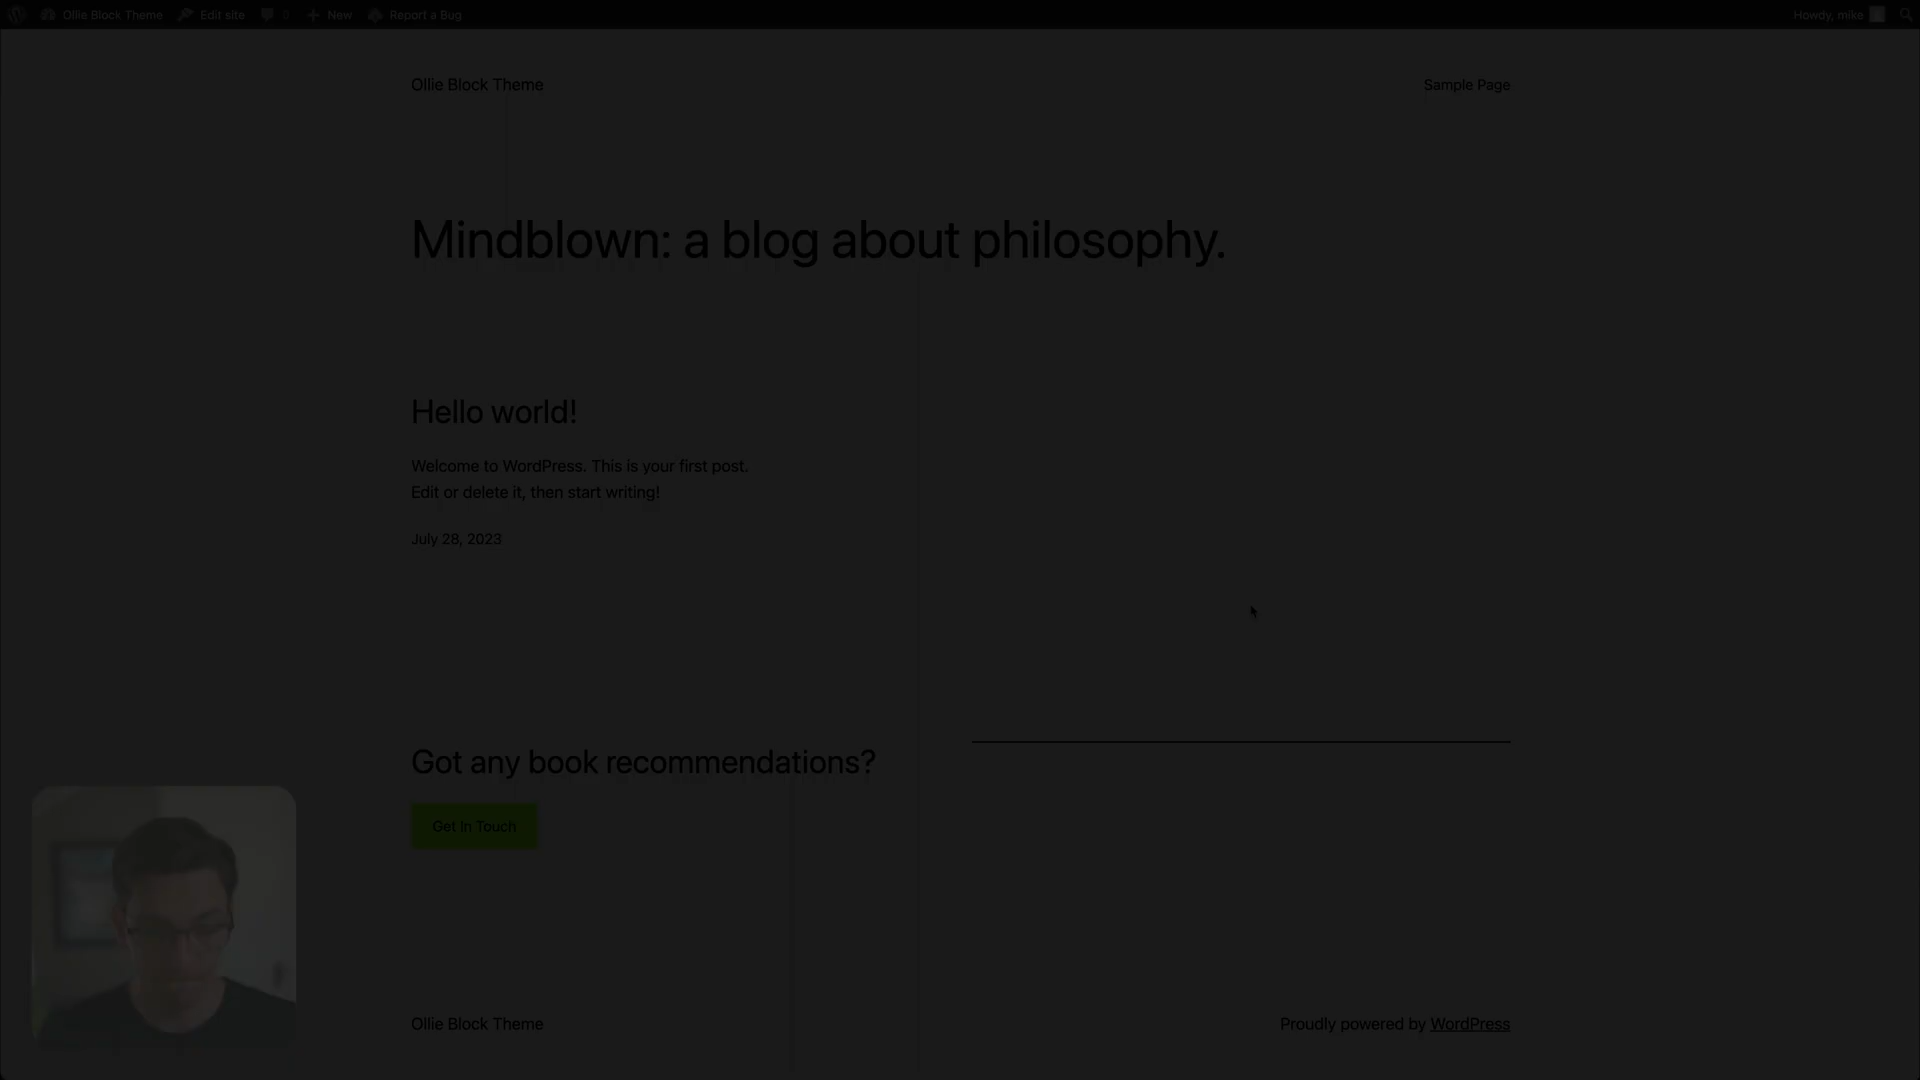 Ollie Block Theme Edit site 0 New Report a Bug Howdy, mike
Ollie Block Theme Sample Page
Mindblown: a blog about philosophy.
Hello world!
Welcome to WordPress. This is your first post.
Edit or delete it, then start writing!
July 28, 2023
Got any book recommendations?
Get In Touch
Ollie Block Theme Proudly powered by WordPress